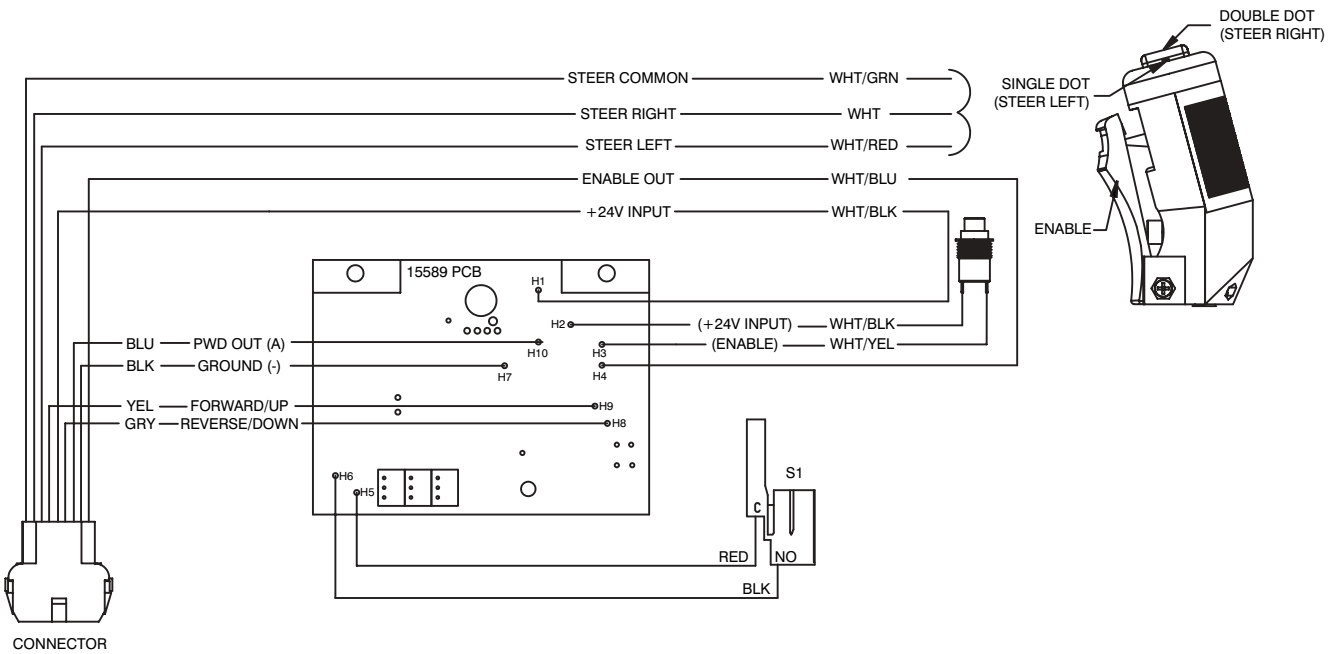 DOUBLE DOT
(STEER RIGHT)
SINGLE DOT
(STEER LEFT)
ENABLE
STEER COMMON WHT/GRN
STEER RIGHT WHT
STEER LEFT WHT/RED
ENABLE OUT WHT/BLU
+24V INPUT WHT/BLK
15589 PCB
H1
H2 (+24V INPUT) WHT/BLK
H3 (ENABLE) WHT/YEL
BLU PWD OUT (A) H10
BLK GROUND (-) H7
H4
YEL FORWARD/UP H9
GRY REVERSE/DOWN H8
H6
H5
S1
C
RED NO
BLK
CONNECTOR